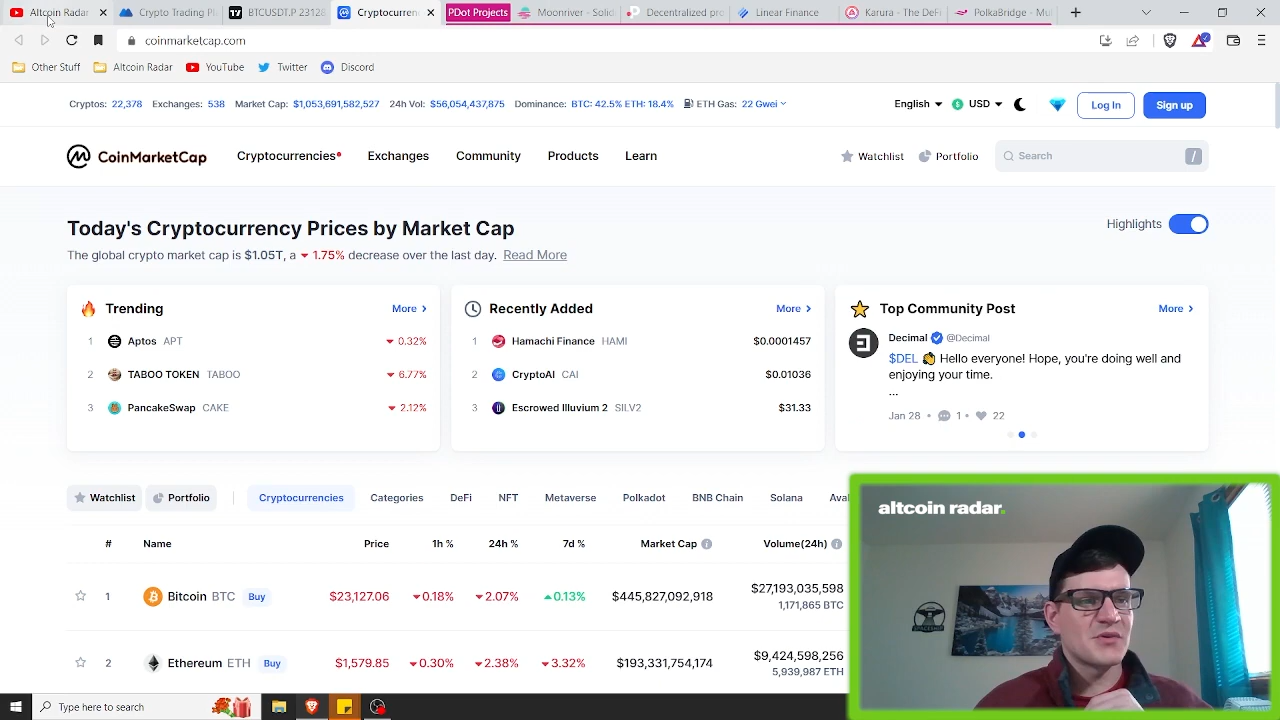 Altcoin Rada
Crypto Trading Pl
BTCUSDT.P 2312
Cryptocurren
PDot Projects
Moonriver - Solid
Decentralized pro
Linear Finance
Karura - The DeFi
PolkaBridge - Mul
coinmarketcap.com
Other Stuff
Altcoin Radar
YouTube
Twitter
Discord
Cryptos: 22,378 Exchanges: 538 Market Cap: $1,053,691,582,527 24h Vol: $56,054,437,875 Dominance: BTC: 42.5% ETH: 18.4% ETH Gas: 22 Gwei
English USD Log In Sign up
CoinMarketCap Cryptocurrencies Exchanges Community Products Learn Watchlist Portfolio Search /
Today's Cryptocurrency Prices by Market Cap
Highlights
The global crypto market cap is $1.05T, a 1.75% decrease over the last day. Read More
Trending More
1 Aptos APT 0.32%
2 TABOO TOKEN TABOO 6.77%
3 PancakeSwap CAKE 2.12%
Recently Added More
1 Hamachi Finance HAMI $0.0001457
2 CryptoAI CAI $0.01036
3 Escrowed Illuvium 2 SILV2 $31.33
Top Community Post More
Decimal @Decimal
$DEL 👏 Hello everyone! Hope, you're doing well and
enjoying your time.
...
Jan 28 • 1 • 22
Watchlist Portfolio Cryptocurrencies Categories DeFi NFT Metaverse Polkadot BNB Chain Solana Aval
# Name Price 1h % 24h % 7d % Market Cap Volume(24h)
1 Bitcoin BTC Buy $23,127.06 0.18% 2.07% 0.13% $445,827,092,918 $27,193,035,598
1,171,865 BTC
2 Ethereum ETH Buy $1,579.85 0.30% 2.38% 3.32% $193,331,754,174 $9,424,598,256
5,939,987 ETH
altcoin radar.
SPACESHIP
Type here to search